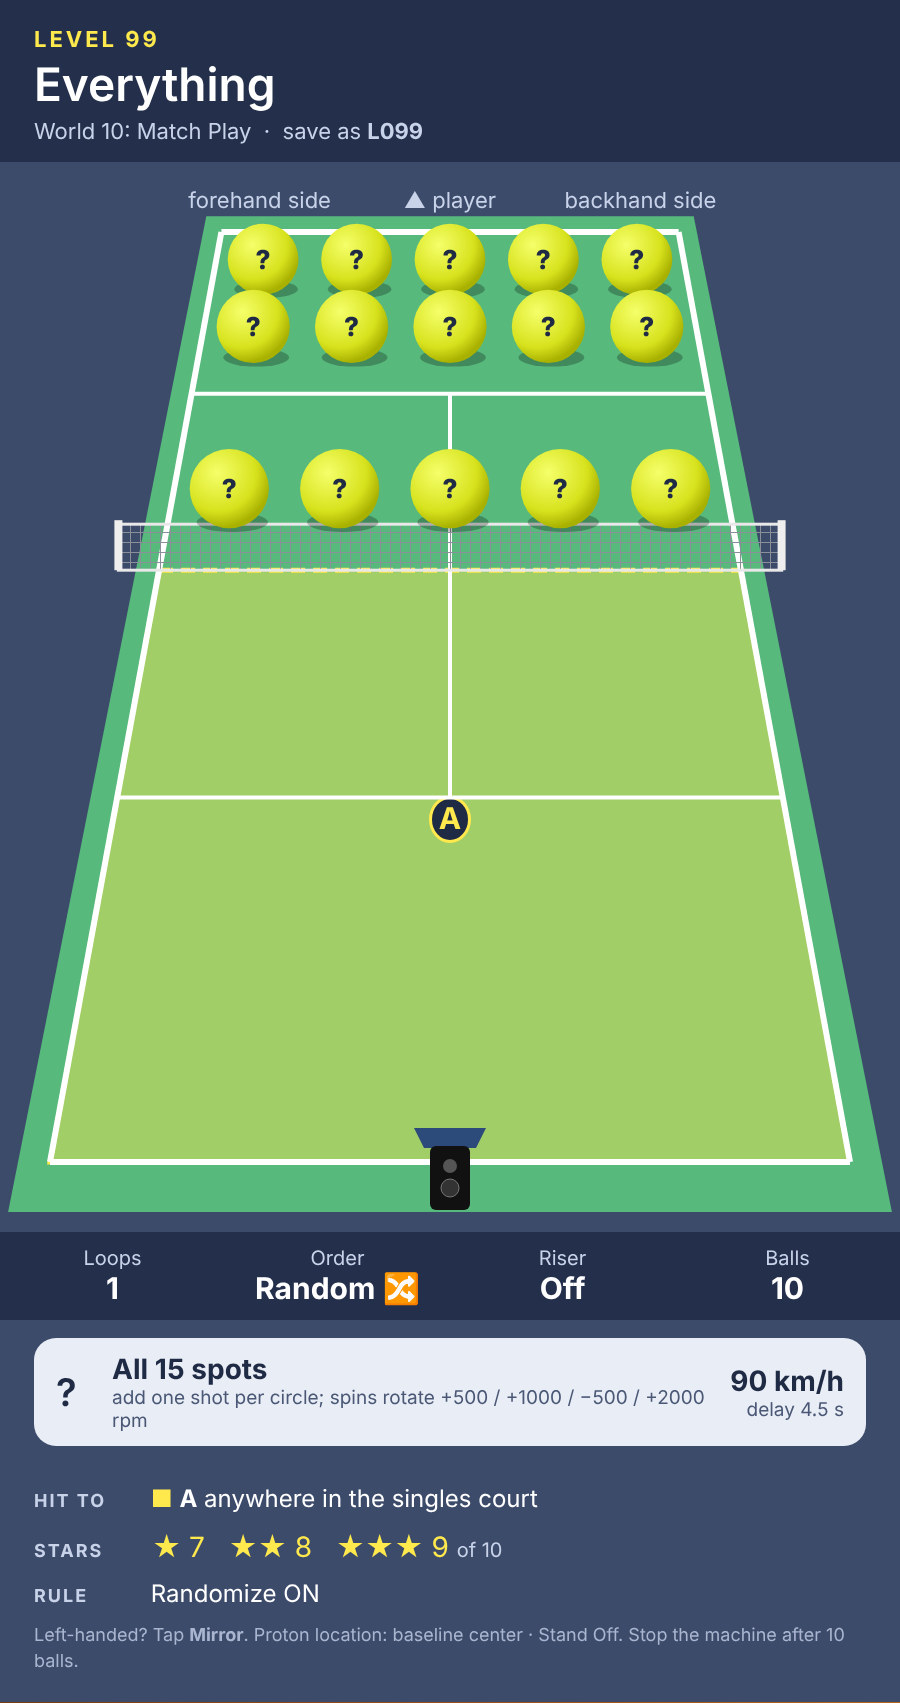 LEVEL 99
Everything
World 10: Match Play · save as L099
forehand side ▲ player backhand side
? ? ? ? ?
? ? ? ? ?
? ? ? ? ?
A
Loops Order Riser Balls
1 Random 🔀 Off 10
? All 15 spots 90 km/h
add one shot per circle; spins rotate +500 / +1000 / −500 / +2000 delay 4.5 s
rpm
HIT TO A anywhere in the singles court
STARS ★ 7 ★★ 8 ★★★ 9 of 10
RULE Randomize ON
Left-handed? Tap Mirror. Proton location: baseline center · Stand Off. Stop the machine after 10
balls.